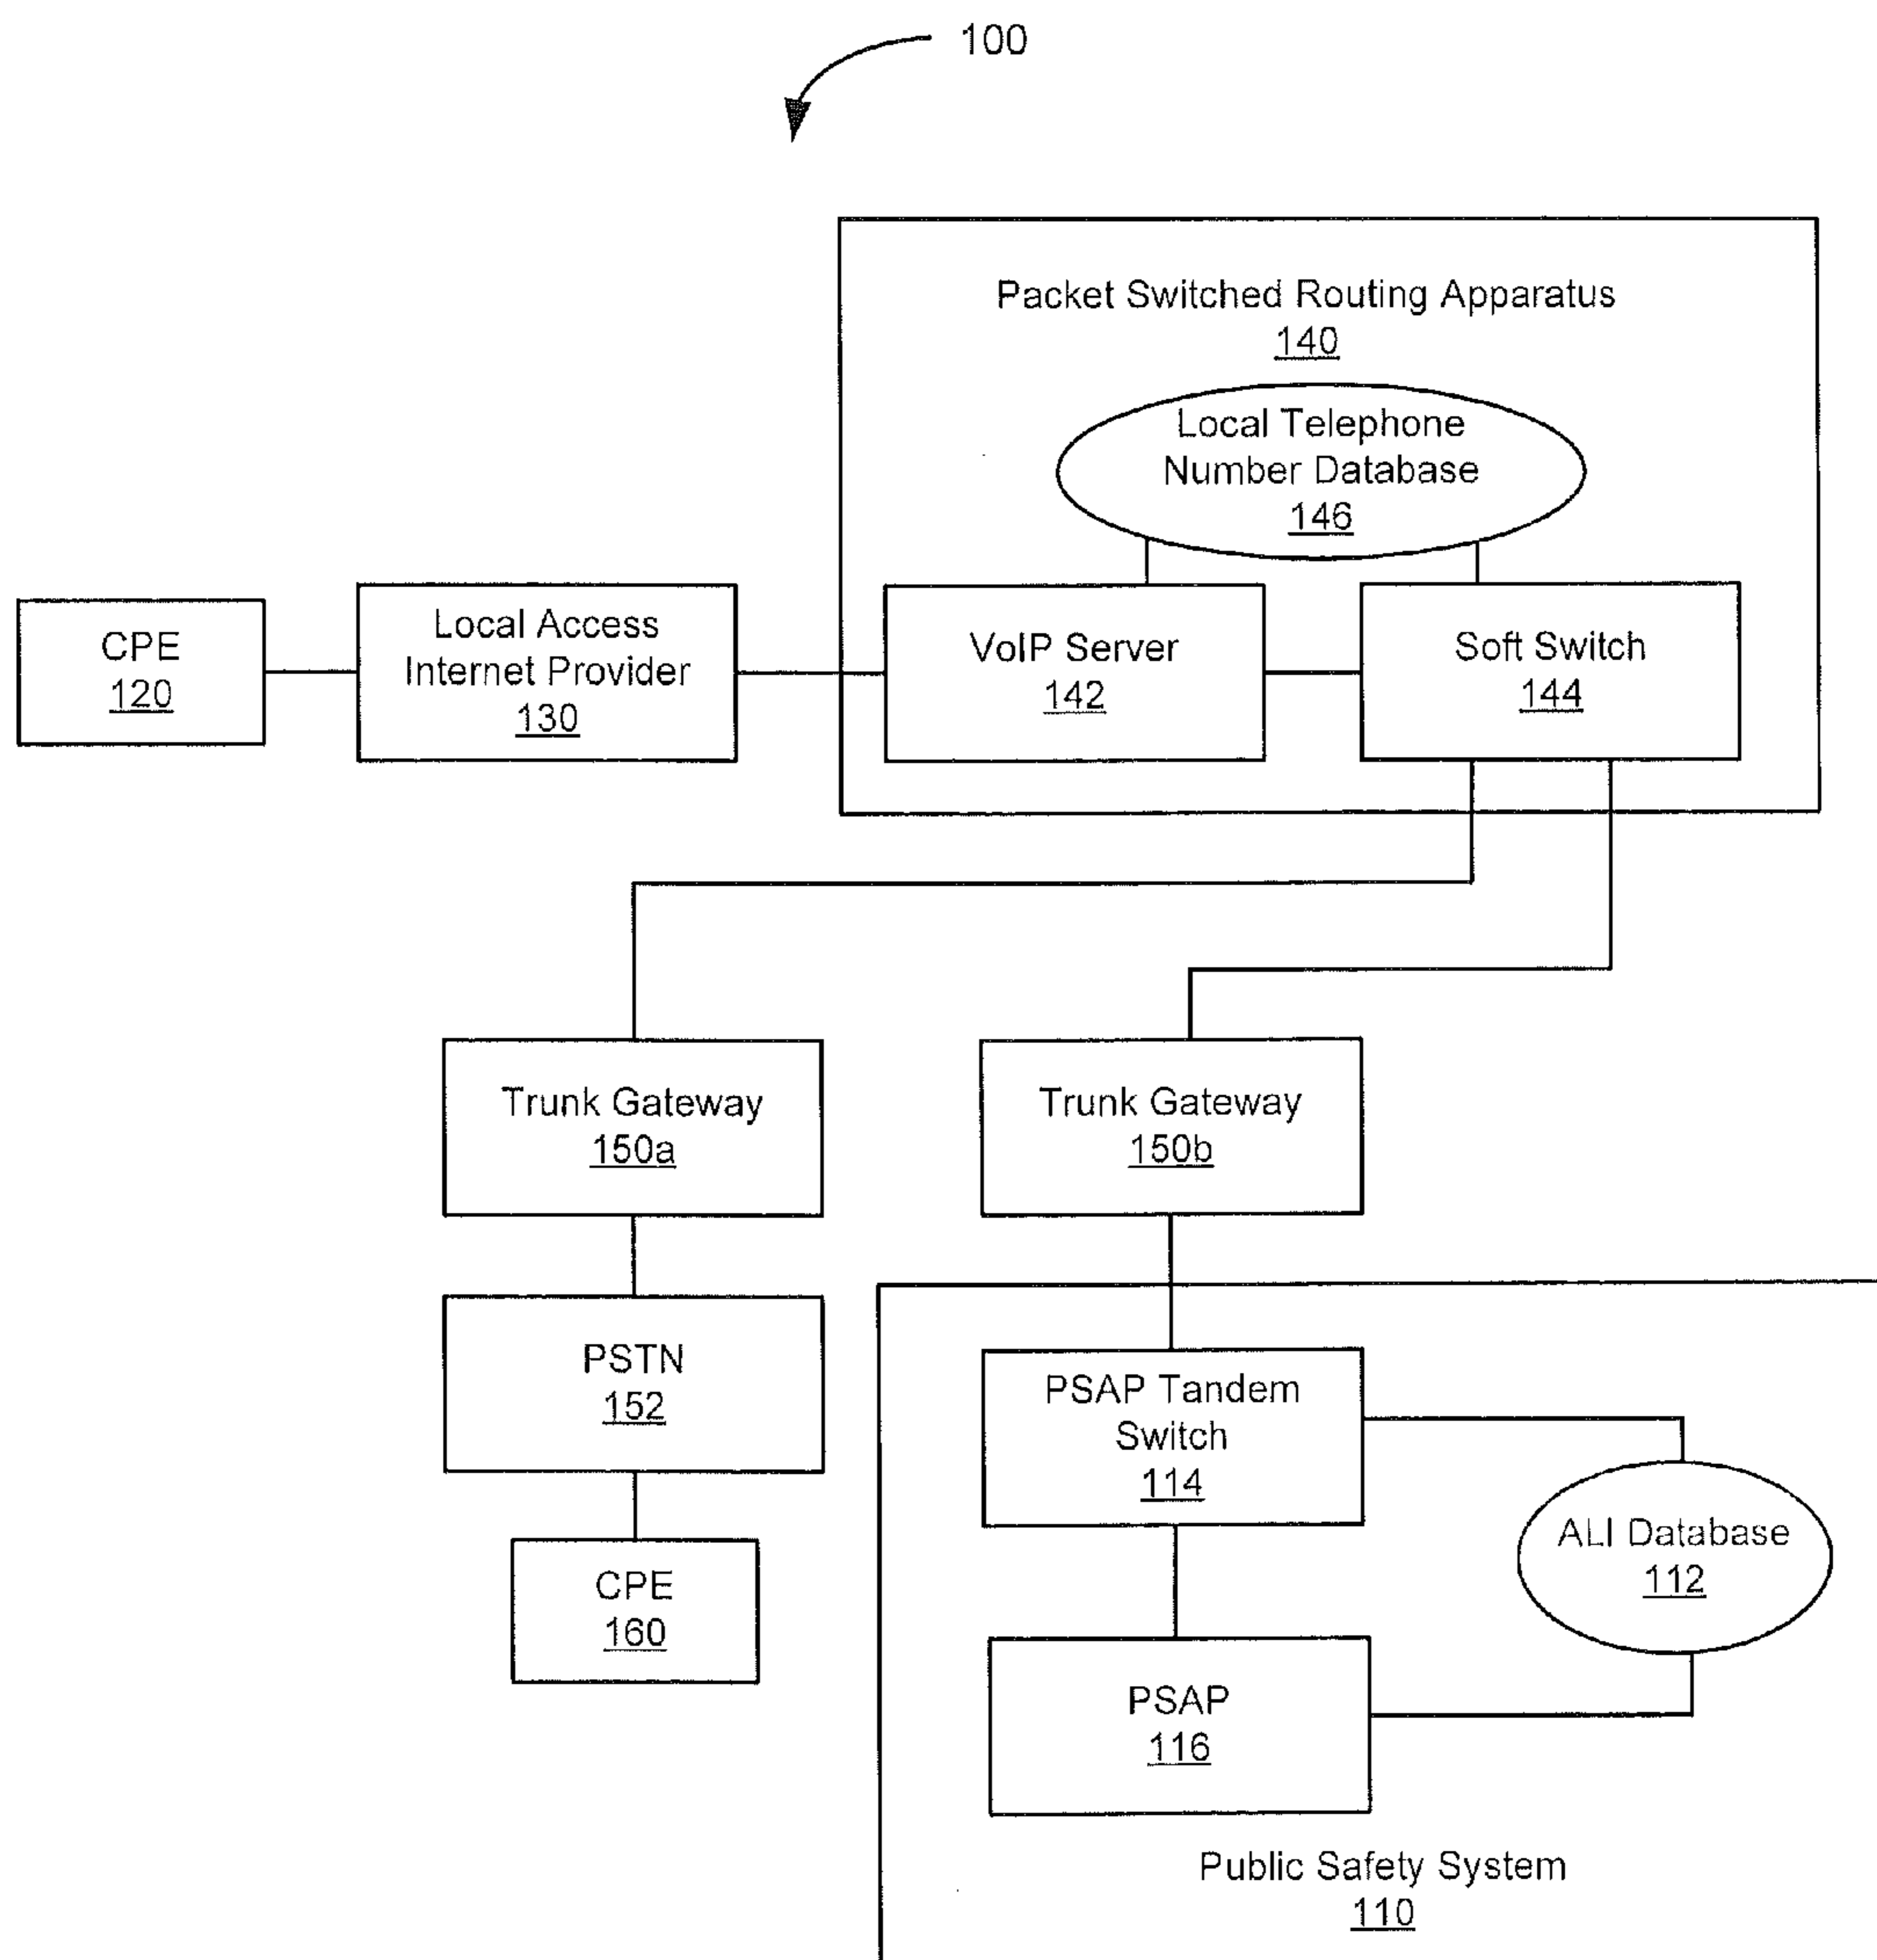 100
Packet Switched Routing Apparatus
140
Local Telephone
Number Database
146
CPE
120
Local Access
Internet Provider
130
VoIP Server
142
Soft Switch
144
Trunk Gateway
150a
Trunk Gateway
150b
PSTN
152
PSAP Tandem
Switch
114
ALI Database
112
CPE
160
PSAP
116
Public Safety System
110